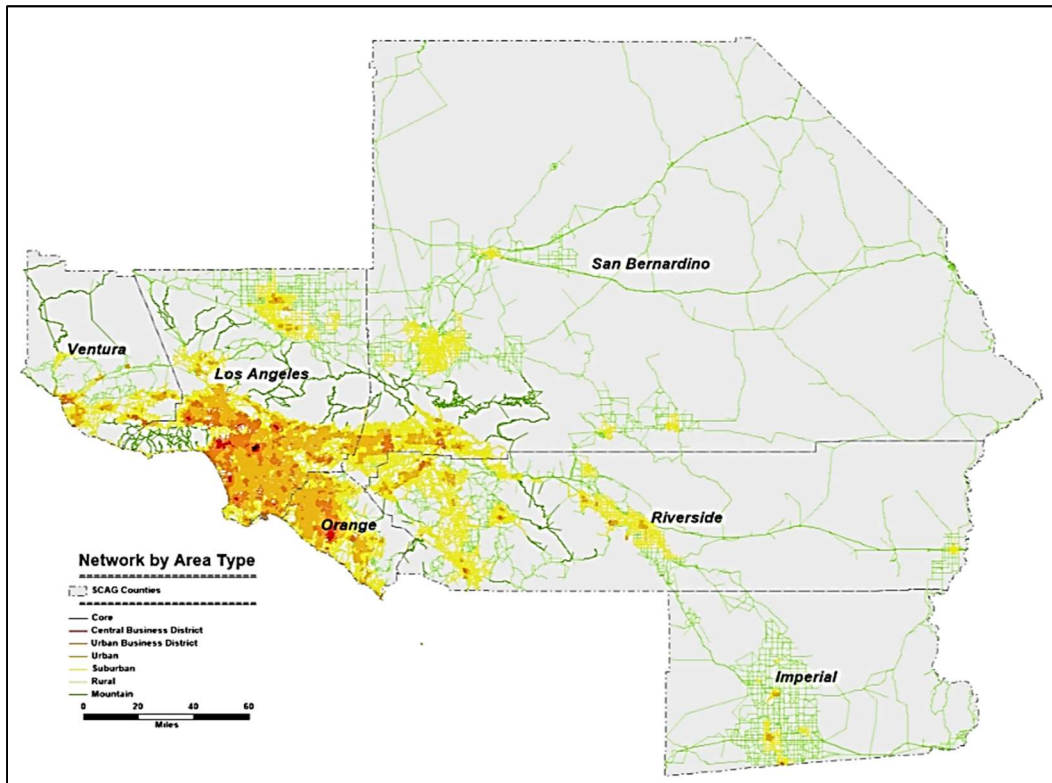 San Bernardino
Ventura
Los Angeles
Orange
Riverside
Imperial
Network by Area Type
SCAG Counties
Core
Central Business District
Urban Business District
Urban
Suburban
Rural
Mountain
0 20 40 60
Miles